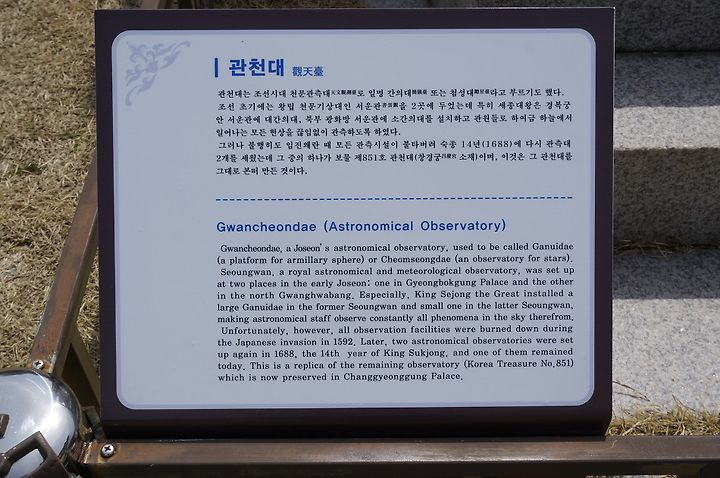 관천대 觀天臺
관천대는 조선시대 천문관측대天文觀測臺로 일명 간의대簡儀臺 또는 첨성대瞻星臺라고 부르기도 했다.
조선 초기에는 왕립 천문기상대인 서운관書雲觀을 2곳에 두었는데 특히 세종대왕은 경복궁
안 서운관에 대간의대, 북부 광화방 서운관에 소간의대를 설치하고 관원들로 하여금 하늘에서
일어나는 모든 현상을 끊임없이 관측하도록 하였다.
그러나 불행히도 임진왜란 때 모든 관측시설이 불타버려 숙종 14년(1688)에 다시 관측대
2개를 세웠는데 그 중의 하나가 보물 제851호 관천대(창경궁昌慶宮 소재)이며, 이것은 그 관천대를
그대로 본떠 만든 것이다.
Gwancheondae (Astronomical Observatory)
Gwancheondae, a Joseon's astronomical observatory, used to be called Ganuidae
(a platform for armillary sphere) or Cheomseongdae (an observatory for stars).
Seoungwan, a royal astronomical and meteorological observatory, was set up
at two places in the early Joseon: one in Gyeongbokgung Palace and the other
in the north Gwanghwabang. Especially, King Sejong the Great installed a
large Ganuidae in the former Seoungwan and small one in the latter Seoungwan,
making astronomical staff observe constantly all phenomena in the sky therefrom.
Unfortunately, however, all observation facilities were burned down during
the Japanese invasion in 1592. Later, two astronomical observatories were set
up again in 1688, the 14th year of King Sukjong, and one of them remained
today. This is a replica of the remaining observatory (Korea Treasure No.851)
which is now preserved in Changgyeonggung Palace.